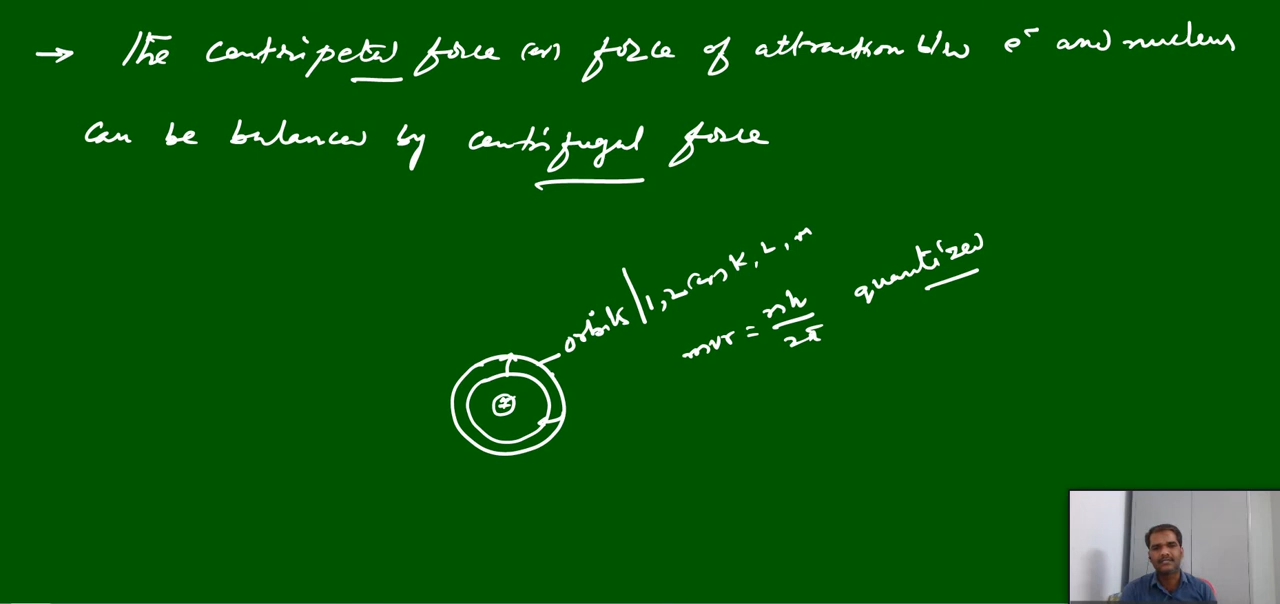 → The centripetal force (or) force of attraction b/w e⁻ and nucleus
can be balanced by centrifugal force
orbits / 1, 2 (or) K, L, M
mvr = nh/2π quantized
+